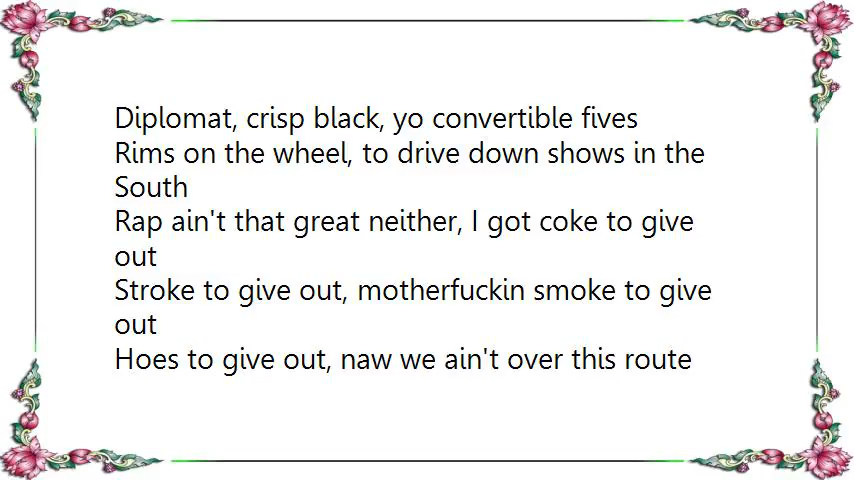 Diplomat, crisp black, yo convertible fives
Rims on the wheel, to drive down shows in the
South
Rap ain't that great neither, I got coke to give
out
Stroke to give out, motherfuckin smoke to give
out
Hoes to give out, naw we ain't over this route